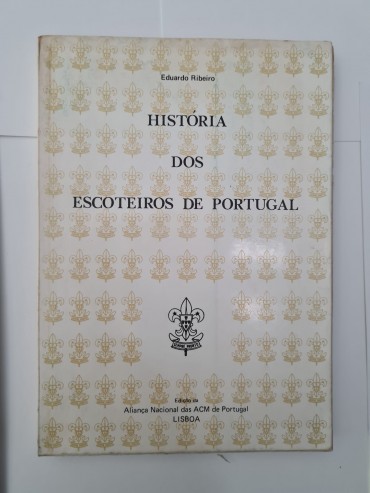 Eduardo Ribeiro
HISTÓRIA
DOS
ESCOTEIROS DE PORTUGAL
Edição da
Aliança Nacional das ACM de Portugal
LISBOA